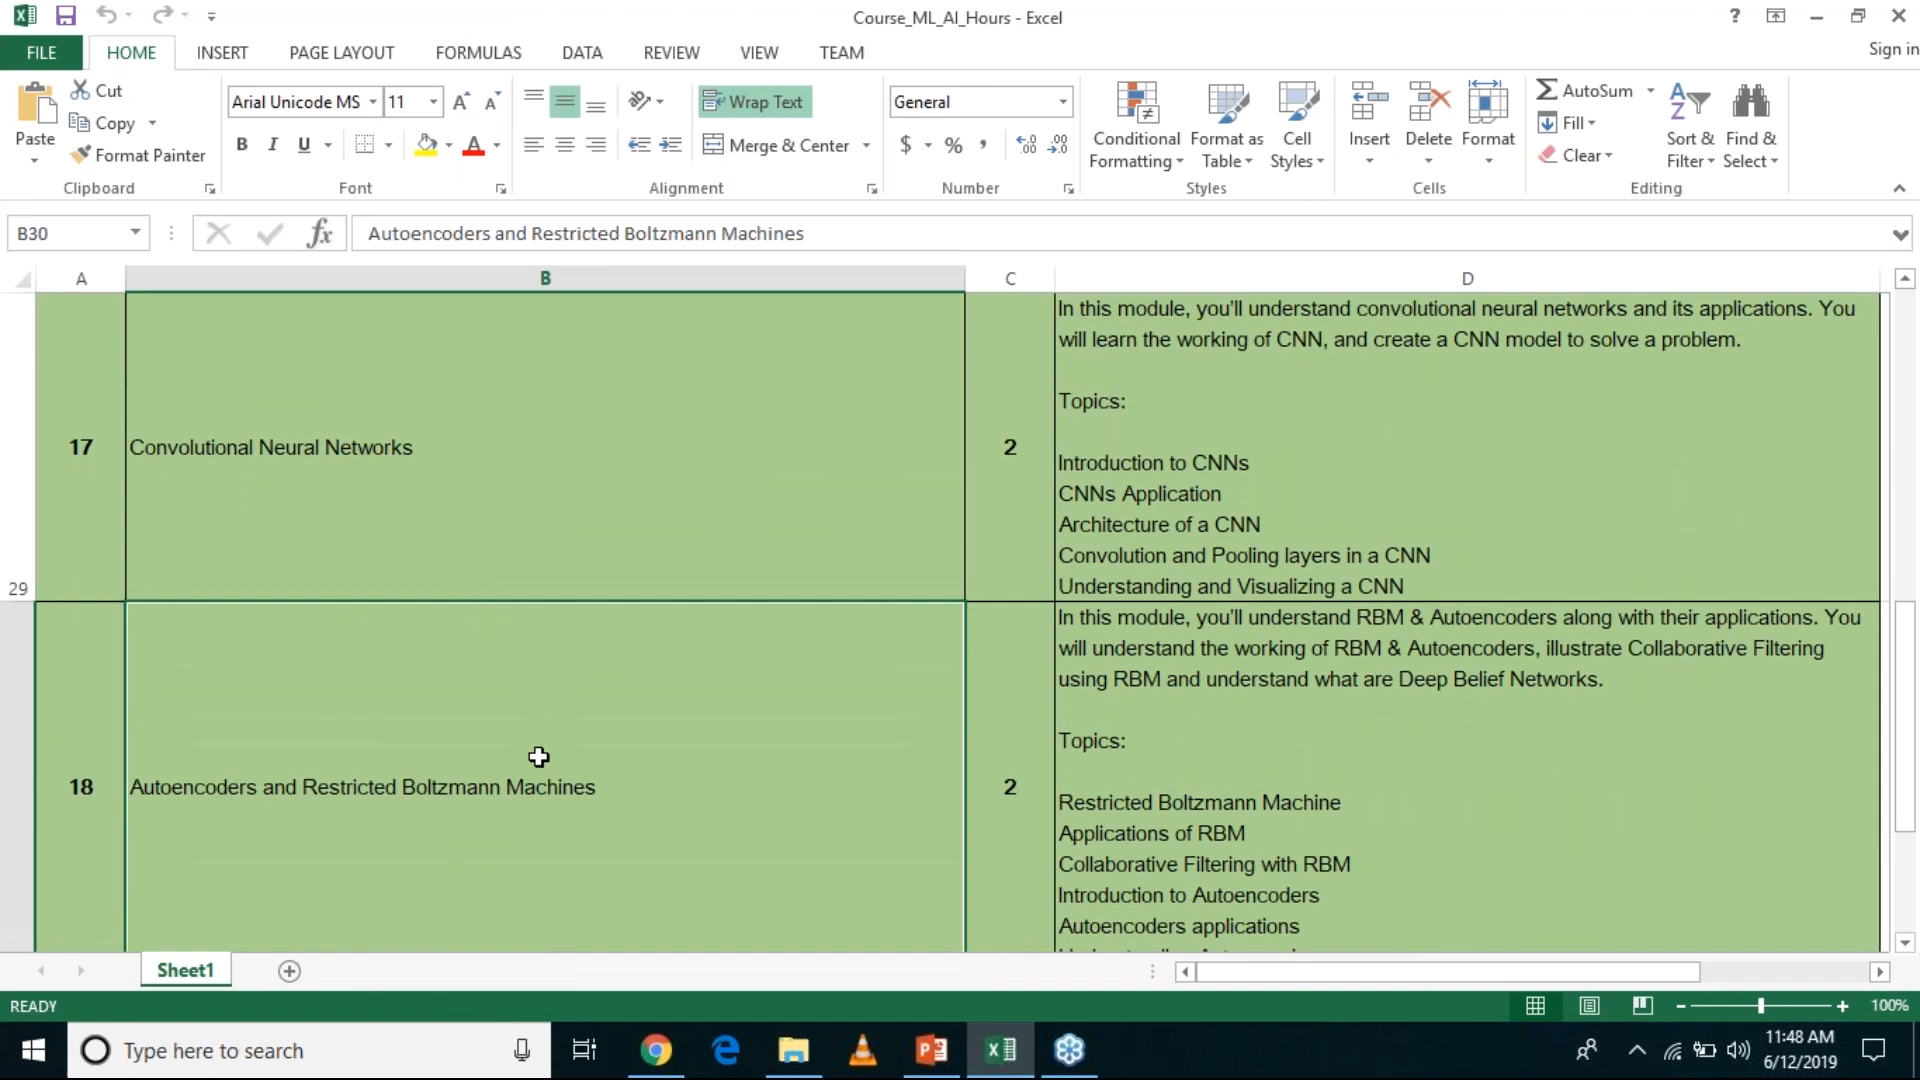 Course_ML_AI_Hours - Excel
?
FILE
HOME
INSERT
PAGE LAYOUT
FORMULAS
DATA
REVIEW
VIEW
TEAM
Sign in
Paste
Cut
Copy
Format Painter
Clipboard
Arial Unicode MS
11
B I U
Font
Wrap Text
Merge & Center
Alignment
General
$ % ,
Number
Conditional
Formatting
Format as
Table
Cell
Styles
Styles
Insert
Delete
Format
Cells
AutoSum
Fill
Clear
Sort &
Filter
Find &
Select
Editing
B30
fx
Autoencoders and Restricted Boltzmann Machines
A
B
C
D
29
17
Convolutional Neural Networks
2
In this module, you'll understand convolutional neural networks and its applications. You
will learn the working of CNN, and create a CNN model to solve a problem.
Topics:
Introduction to CNNs
CNNs Application
Architecture of a CNN
Convolution and Pooling layers in a CNN
Understanding and Visualizing a CNN
18
Autoencoders and Restricted Boltzmann Machines
2
In this module, you'll understand RBM & Autoencoders along with their applications. You
will understand the working of RBM & Autoencoders, illustrate Collaborative Filtering
using RBM and understand what are Deep Belief Networks.
Topics:
Restricted Boltzmann Machine
Applications of RBM
Collaborative Filtering with RBM
Introduction to Autoencoders
Autoencoders applications
Sheet1
READY
100%
Type here to search
11:48 AM
6/12/2019